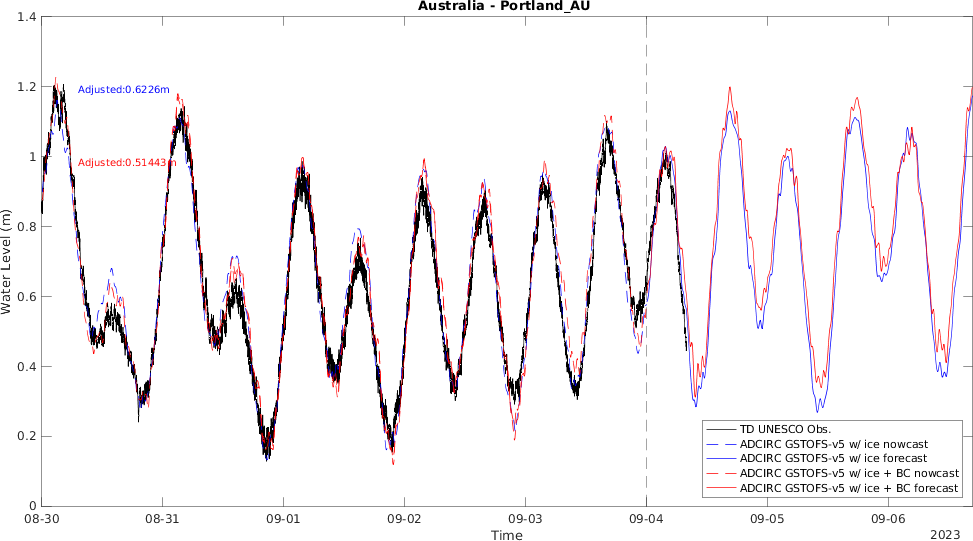 Australia - Portland_AU
1.4
1.2
1
0.8
0.6
0.4
0.2
0
Water Level (m)
Adjusted:0.6226m
Adjusted:0.51443m
TD UNESCO Obs.
ADCIRC GSTOFS-v5 w/ ice nowcast
ADCIRC GSTOFS-v5 w/ ice forecast
ADCIRC GSTOFS-v5 w/ ice + BC nowcast
ADCIRC GSTOFS-v5 w/ ice + BC forecast
08-30 08-31 09-01 09-02 09-03 09-04 09-05 09-06
Time
2023